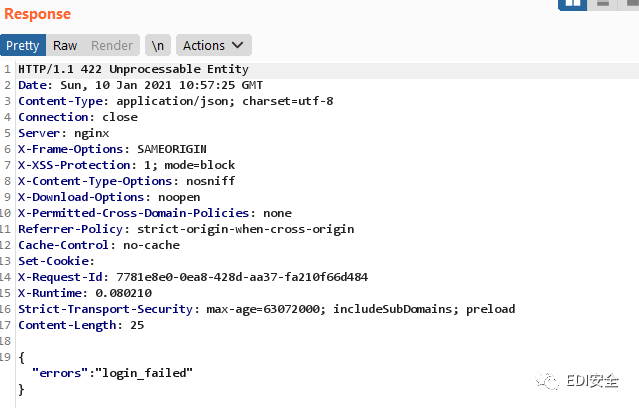 Response
Pretty Raw Render \n Actions
1 HTTP/1.1 422 Unprocessable Entity
2 Date: Sun, 10 Jan 2021 10:57:25 GMT
3 Content-Type: application/json; charset=utf-8
4 Connection: close
5 Server: nginx
6 X-Frame-Options: SAMEORIGIN
7 X-XSS-Protection: 1; mode=block
8 X-Content-Type-Options: nosniff
9 X-Download-Options: noopen
10 X-Permitted-Cross-Domain-Policies: none
11 Referrer-Policy: strict-origin-when-cross-origin
12 Cache-Control: no-cache
13 Set-Cookie:
14 X-Request-Id: 7781e8e0-0ea8-428d-aa37-fa210f66d484
15 X-Runtime: 0.080210
16 Strict-Transport-Security: max-age=63072000; includeSubDomains; preload
17 Content-Length: 25
18
19 {
"errors":"login_failed"
}
EDI安全